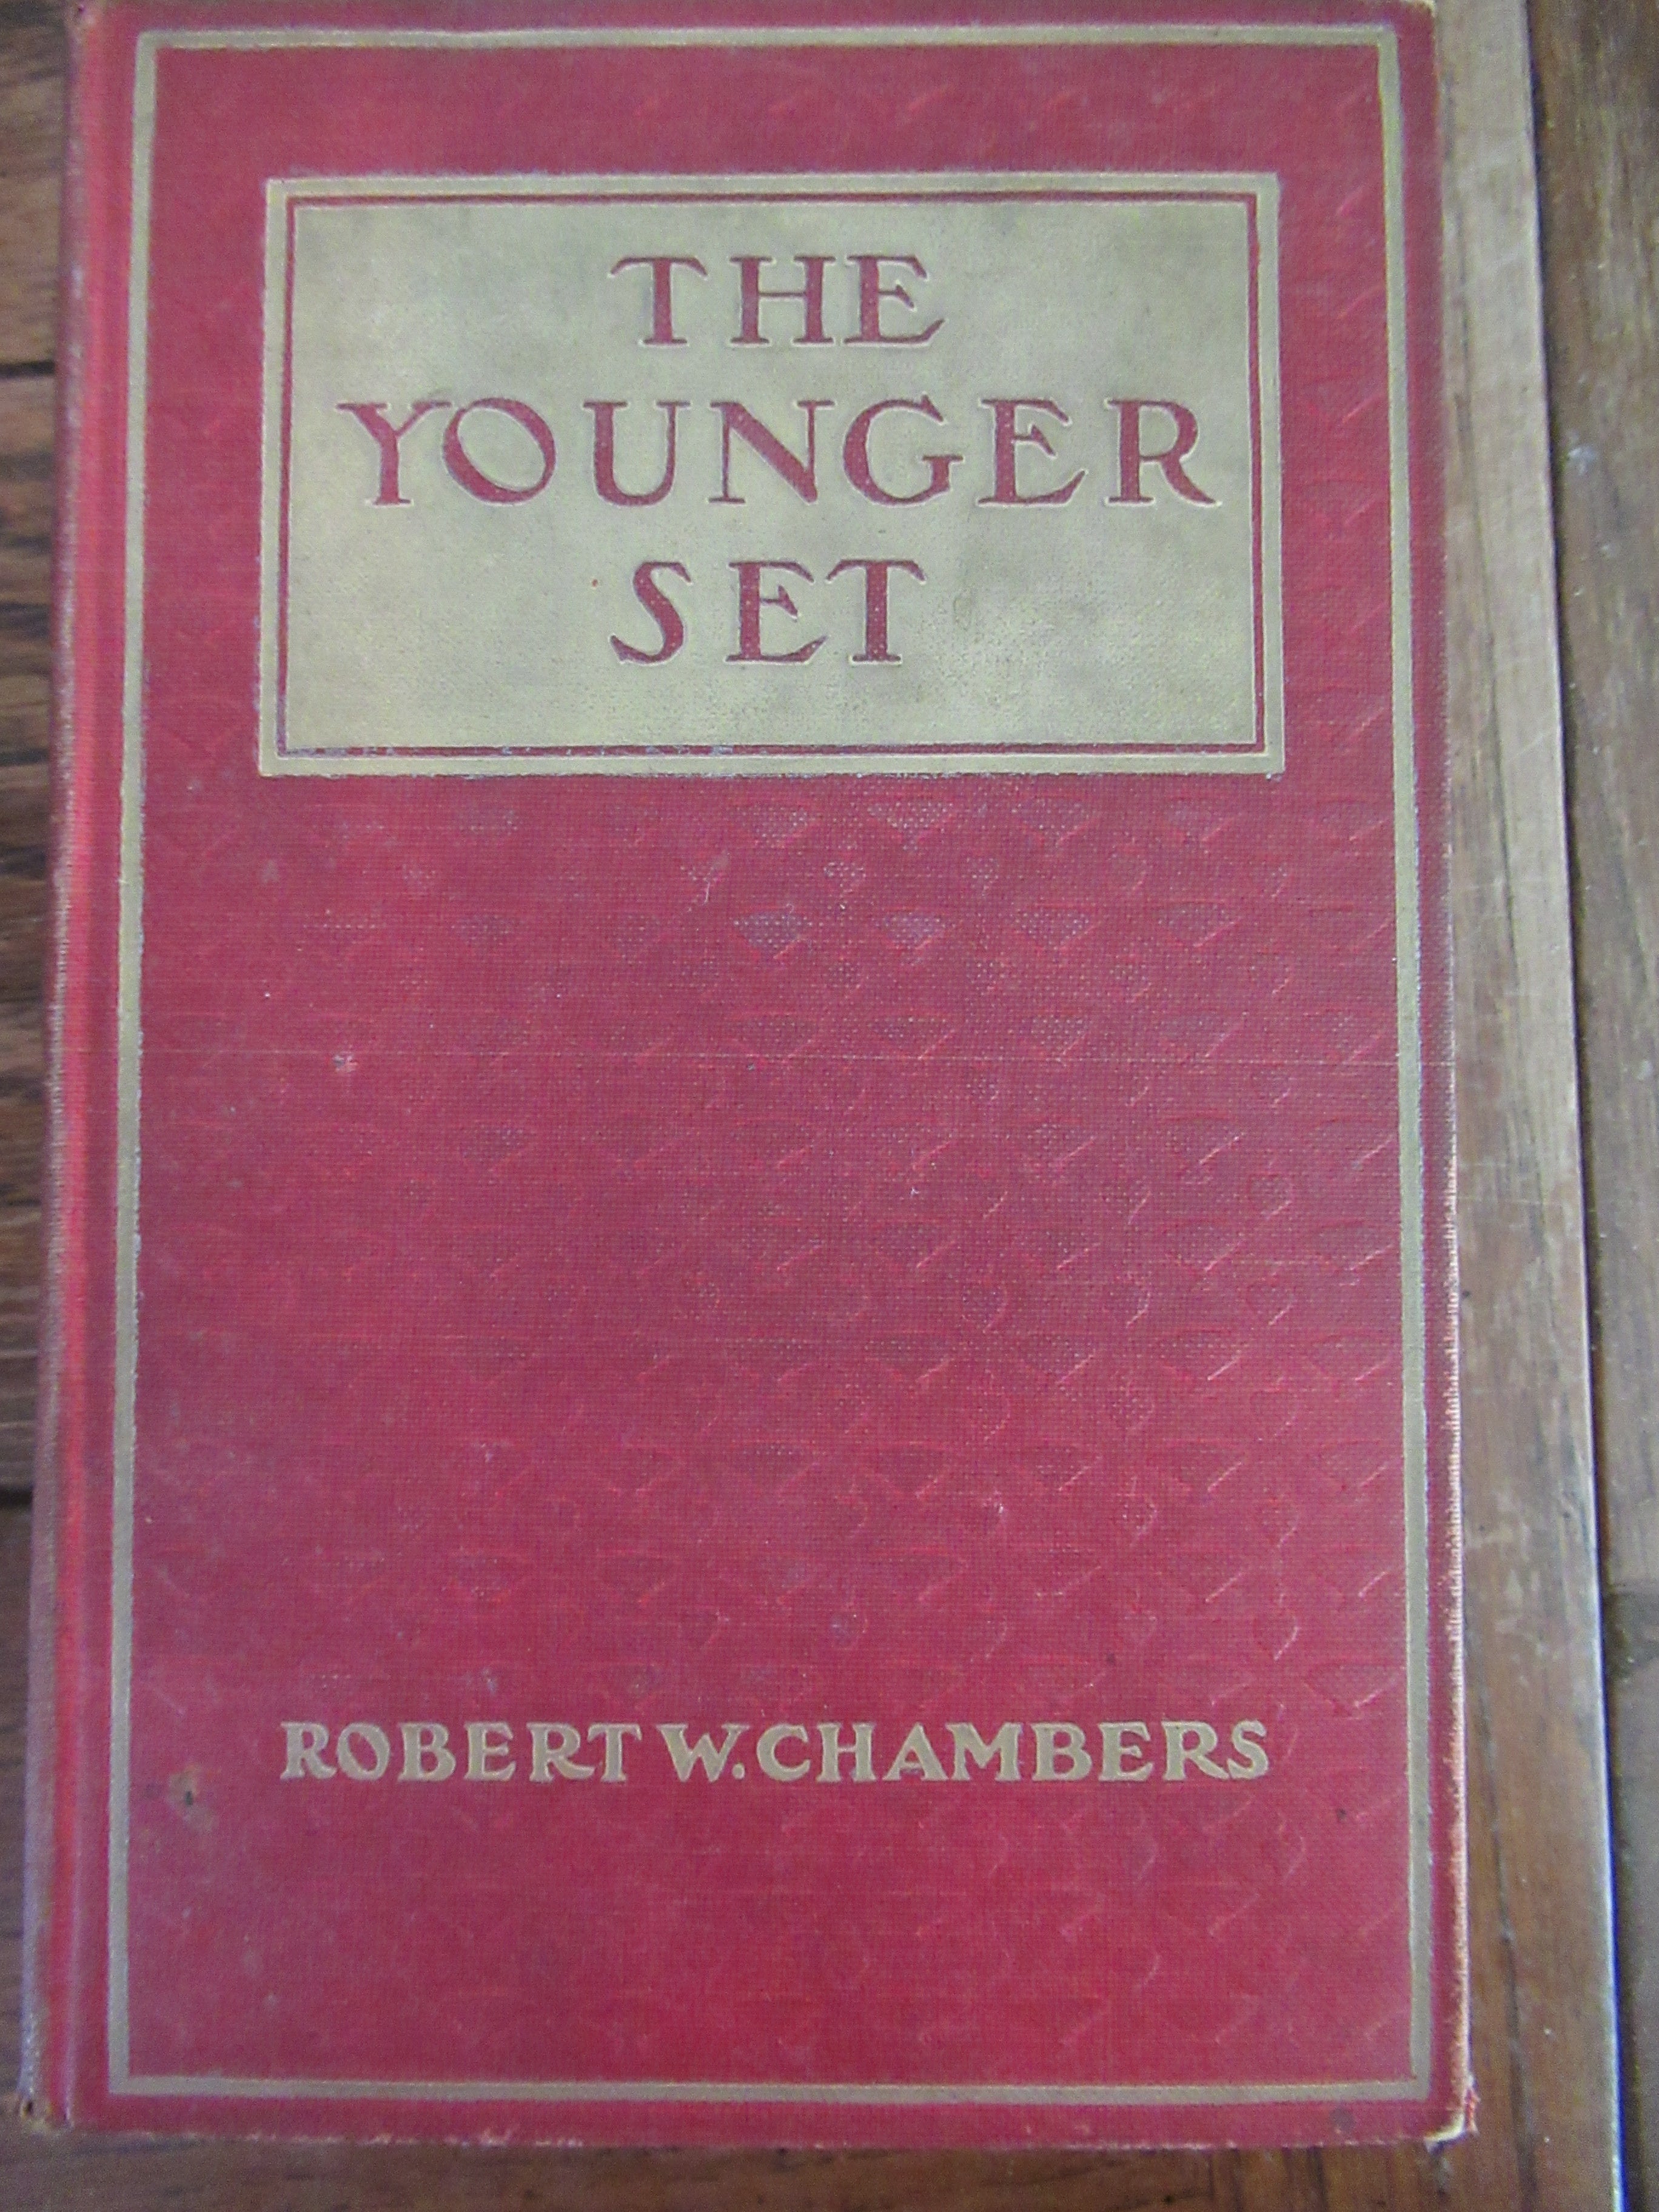 THE
YOUNGER
SET
ROBERT W. CHAMBERS